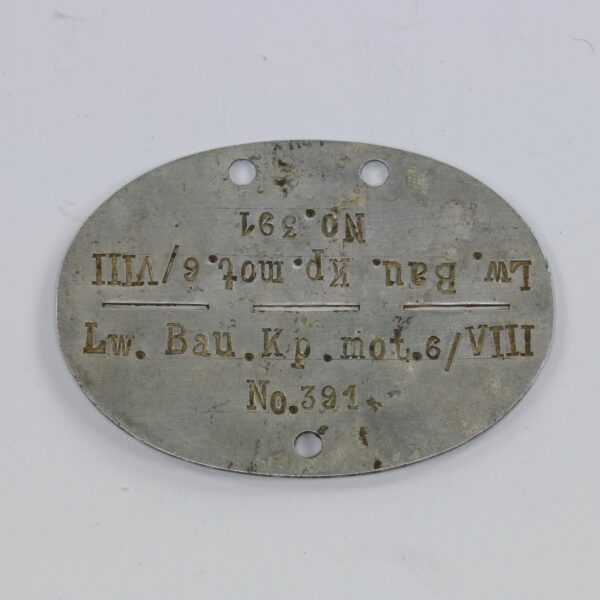 No. 391
Lw. Bau. Kp. mot. 6/VIII
Lw. Bau. Kp. mot. 6/VIII
No. 391